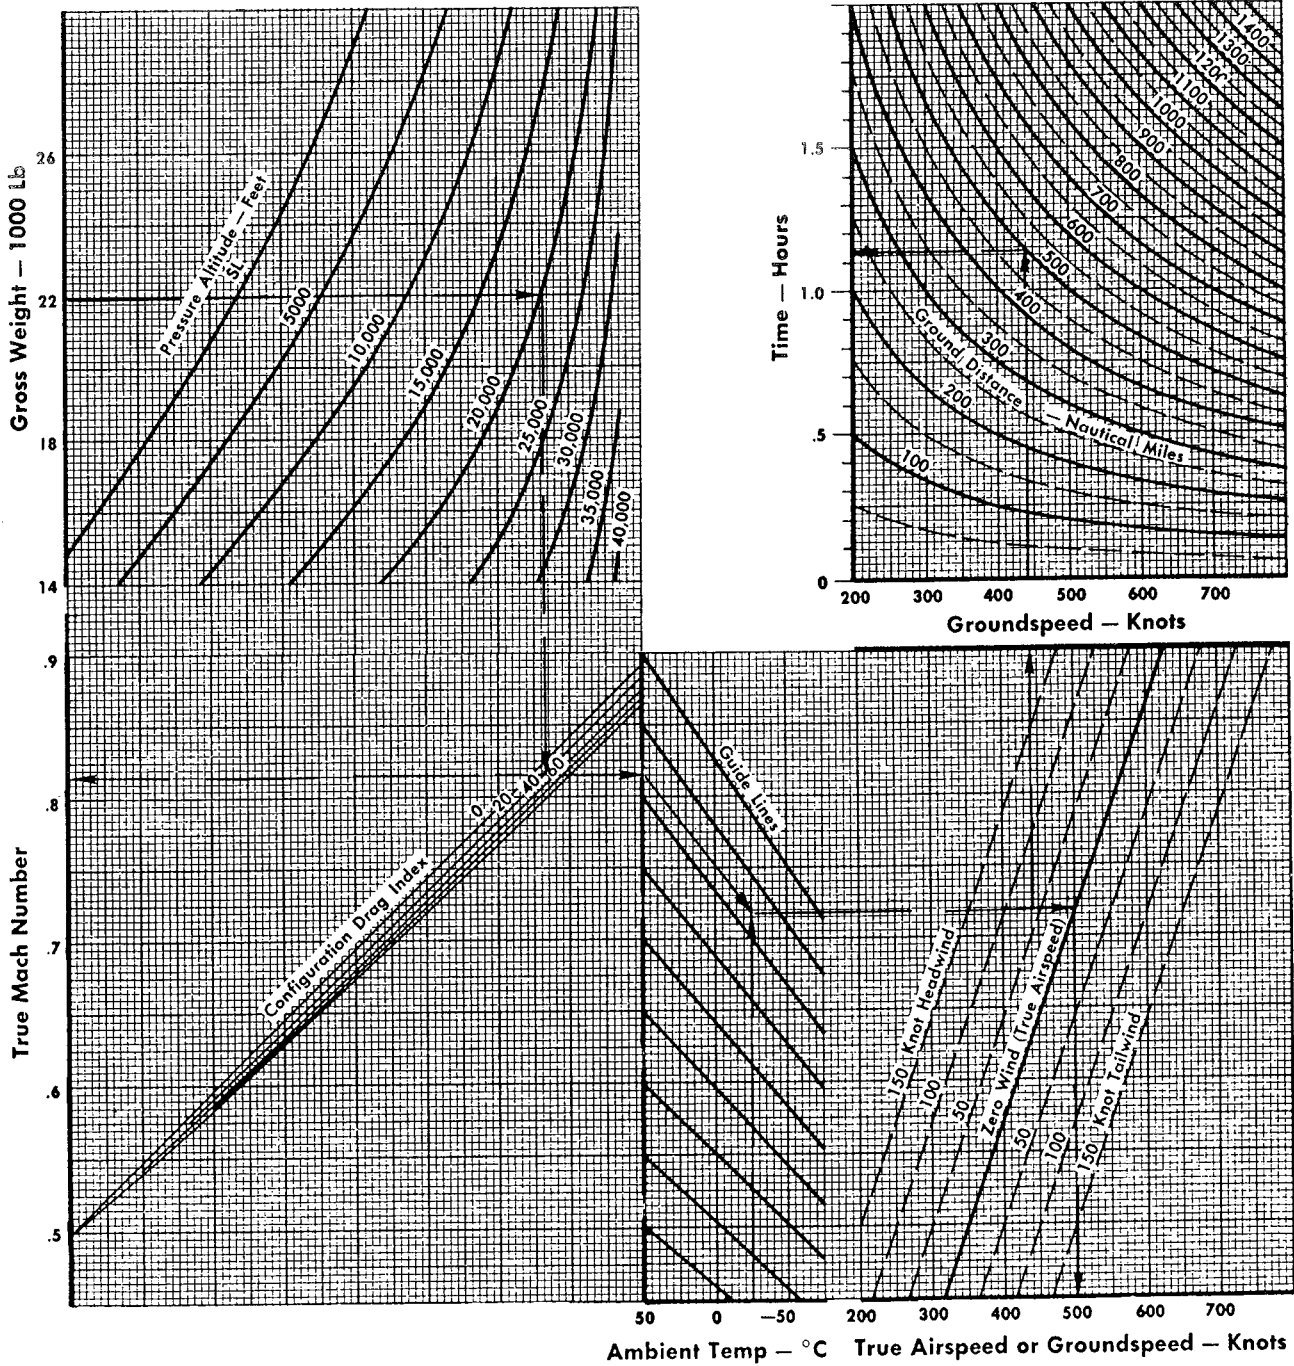 Gross Weight — 1000 Lb
26
22
18
14
Pressure Altitude — Feet
SL
5000
10,000
15,000
20,000
25,000
30,000
35,000
40,000
Time — Hours
1.5
1.0
.5
0
1400
1300
1200
1100
1000
900
800
700
600
500
400
300
200
100
Ground Distance — Nautical Miles
200 300 400 500 600 700
Groundspeed — Knots
True Mach Number
.9
.8
.7
.6
.5
Configuration Drag Index
0 20 40 60
Guide Lines
150 Knot Headwind
100
50
Zero Wind (True Airspeed)
50
100
150 Knot Tailwind
50 0 —50
200 300 400 500 600 700
Ambient Temp — °C
True Airspeed or Groundspeed — Knots